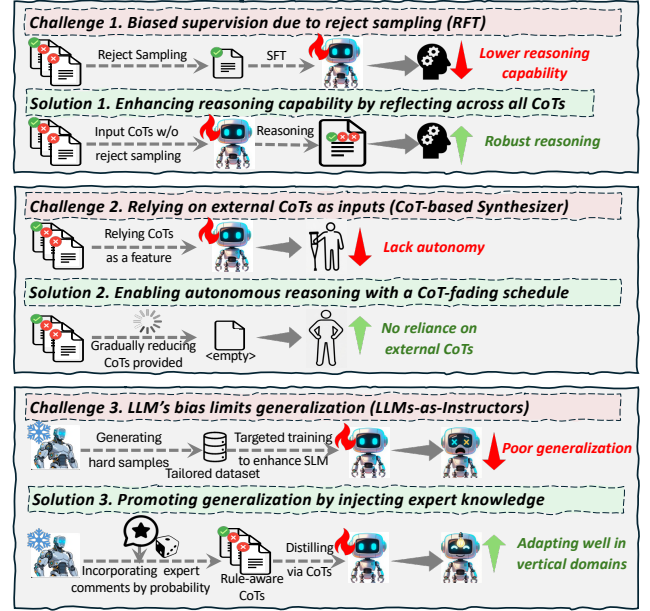 Challenge 1. Biased supervision due to reject sampling (RFT)
Reject Sampling
SFT
Lower reasoning
capability
Solution 1. Enhancing reasoning capability by reflecting across all CoTs
Input CoTs w/o
reject sampling
Reasoning
Robust reasoning
Challenge 2. Relying on external CoTs as inputs (CoT-based Synthesizer)
Relying CoTs
as a feature
Lack autonomy
Solution 2. Enabling autonomous reasoning with a CoT-fading schedule
Gradually reducing
CoTs provided
<empty>
No reliance on
external CoTs
Challenge 3. LLM's bias limits generalization (LLMs-as-Instructors)
Generating
hard samples
Tailored dataset
Targeted training
to enhance SLM
Poor generalization
Solution 3. Promoting generalization by injecting expert knowledge
Incorporating expert
comments by probability
Rule-aware
CoTs
Distilling
via CoTs
Adapting well in
vertical domains